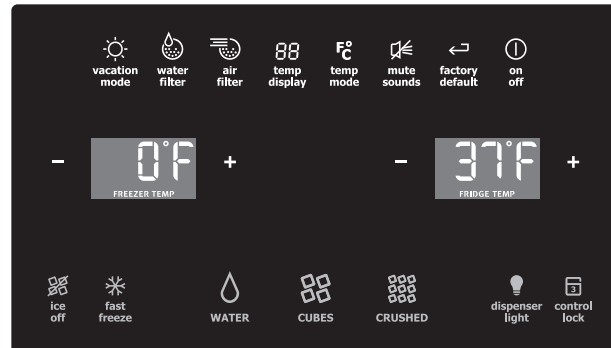 88 F°C
vacation mode
water filter
air filter
temp display
temp mode
mute sounds
factory default
on off
- 0°F +
FREEZER TEMP
- 37°F +
FRIDGE TEMP
3
ice off
fast freeze
WATER
CUBES
CRUSHED
dispenser light
control lock